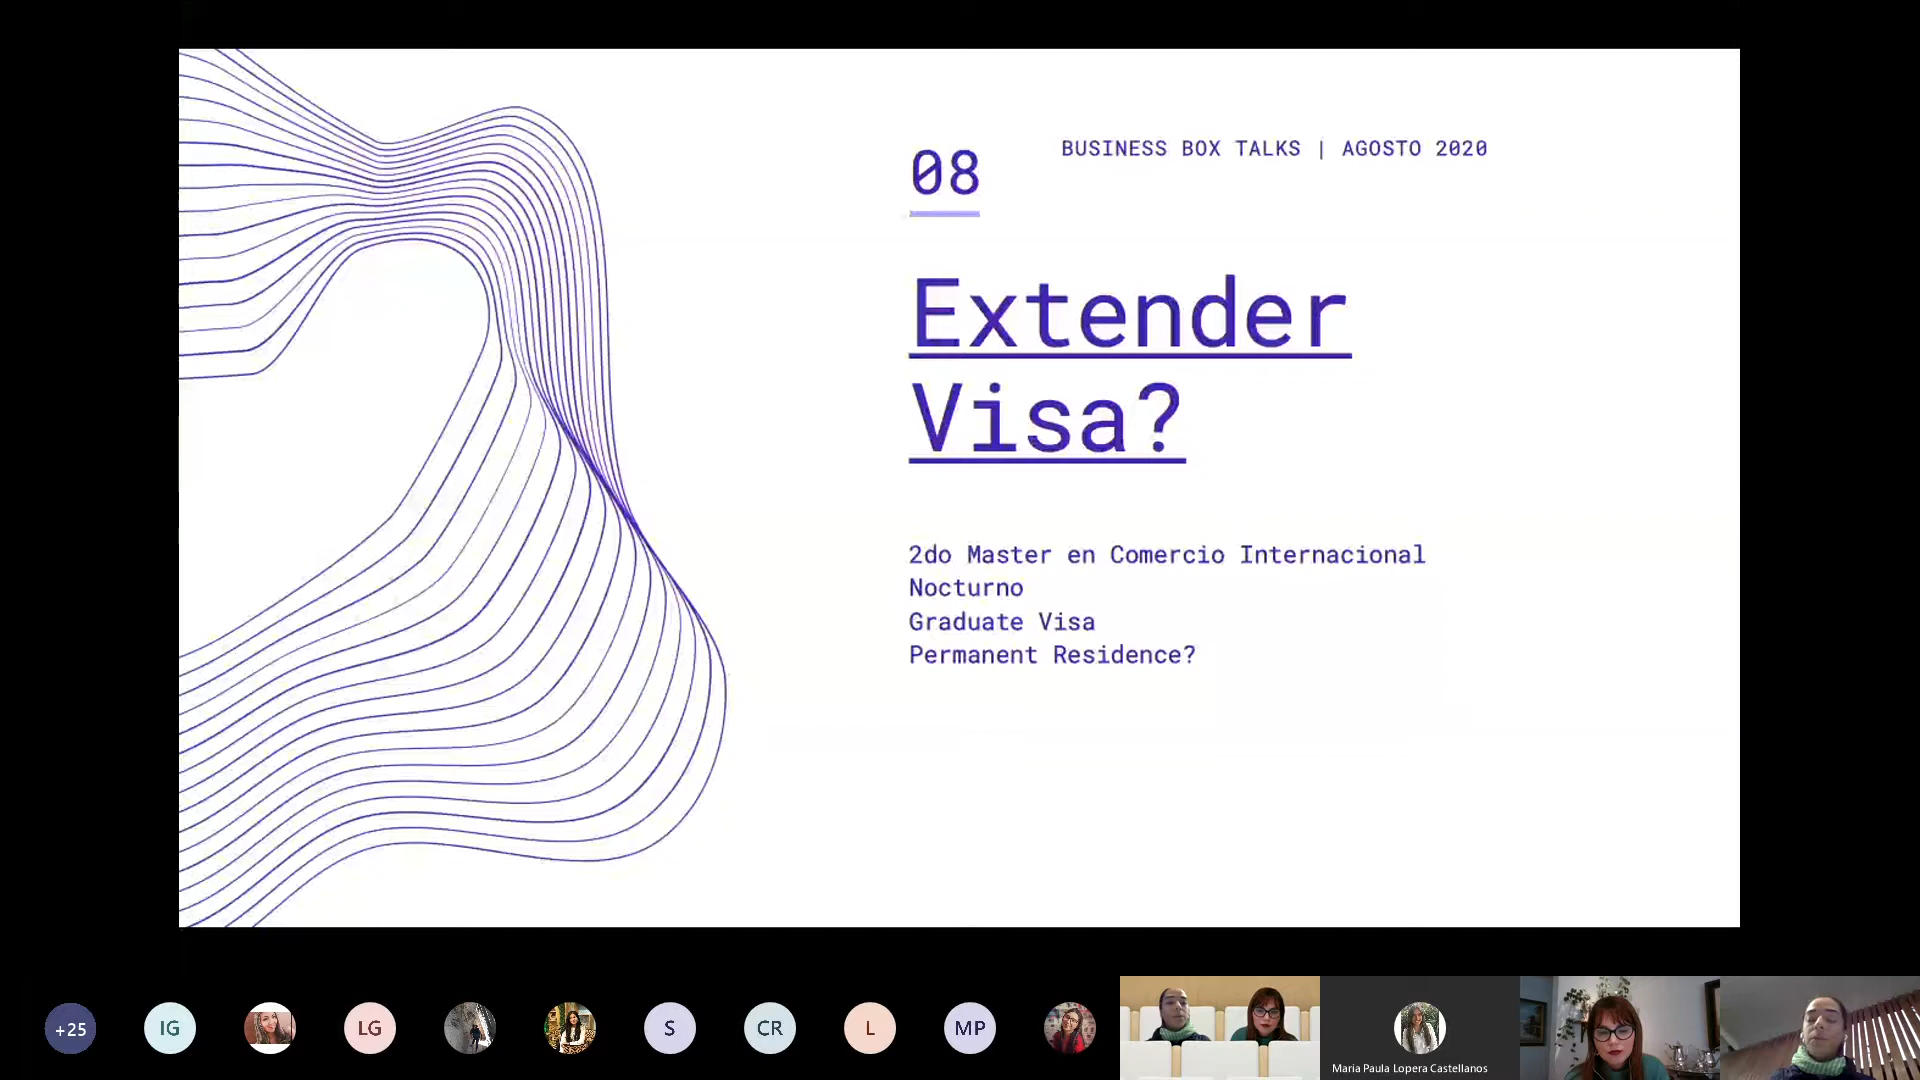 08
BUSINESS BOX TALKS | AGOSTO 2020
Extender
Visa?
2do Master en Comercio Internacional
Nocturno
Graduate Visa
Permanent Residence?
+25
IG
LG
S
CR
L
MP
Maria Paula Lopera Castellanos